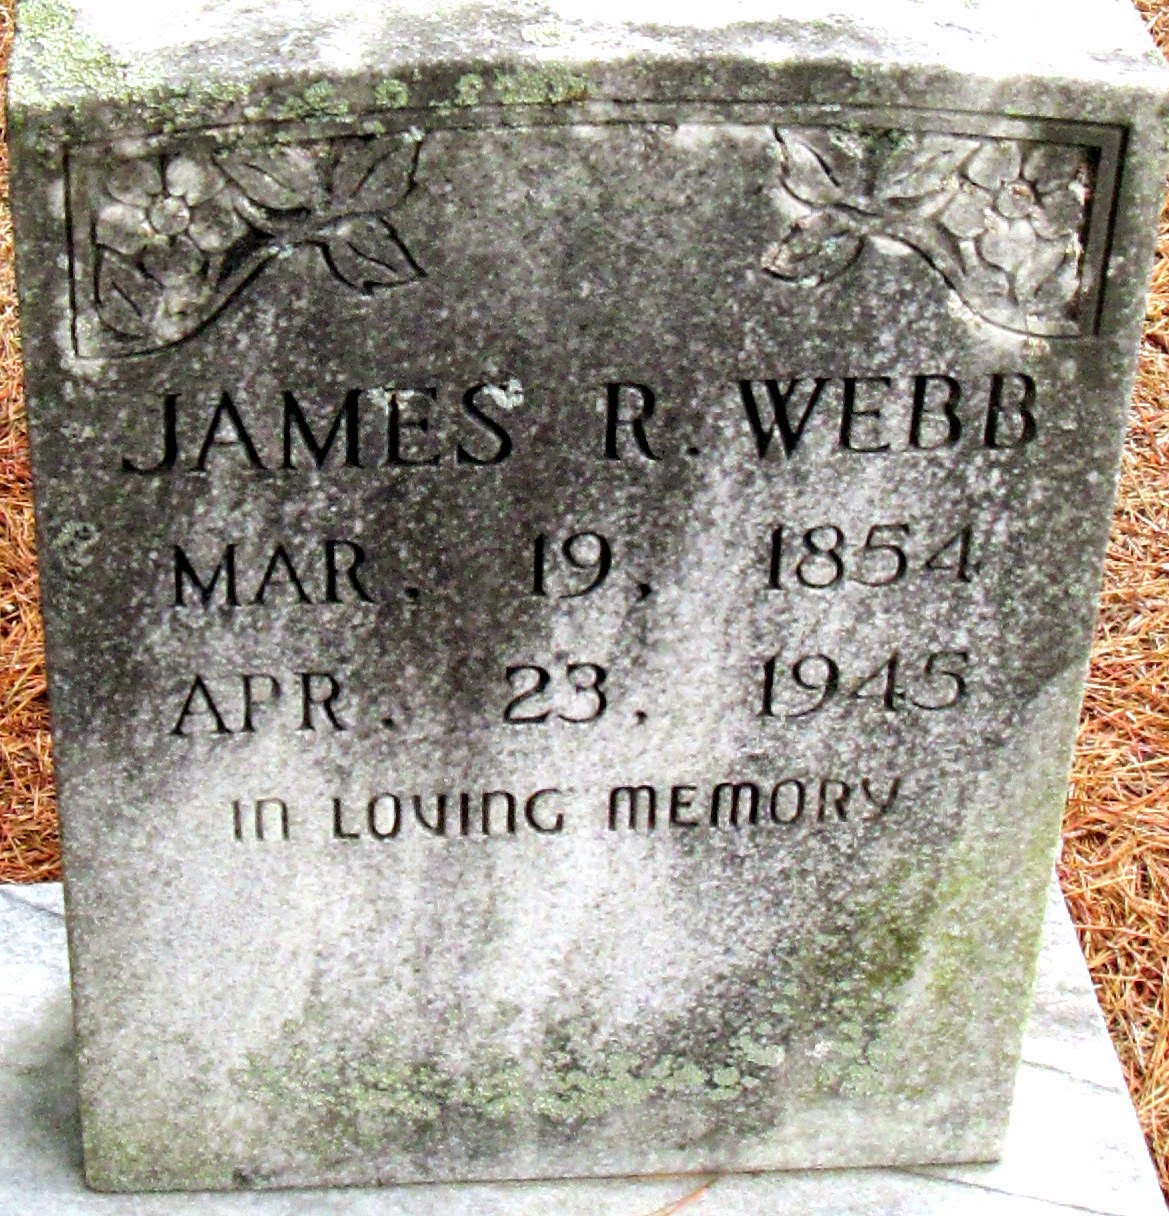 JAMES R. WEBB
MAR. 19, 1854
APR. 23, 1945
IN LOVING MEMORY